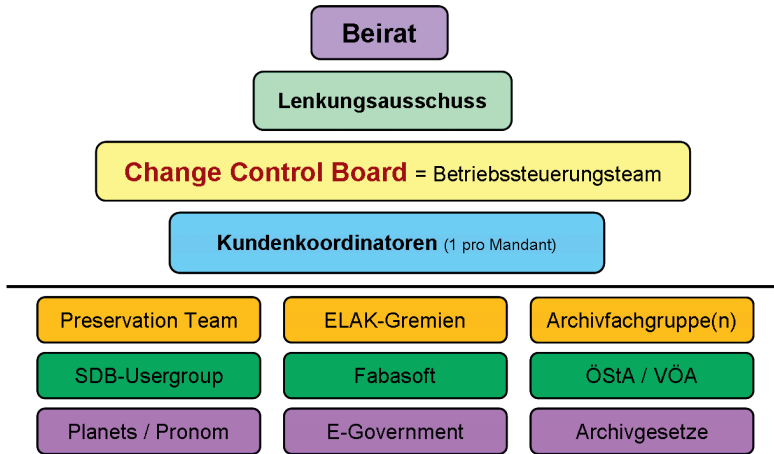 Beirat
Lenkungsausschuss
Change Control Board = Betriebssteuerungsteam
Kundenkoordinatoren (1 pro Mandant)
Preservation Team
ELAK-Gremien
Archivfachgruppe(n)
SDB-Usergroup
Fabasoft
ÖStA / VÖA
Planets / Pronom
E-Government
Archivgesetze